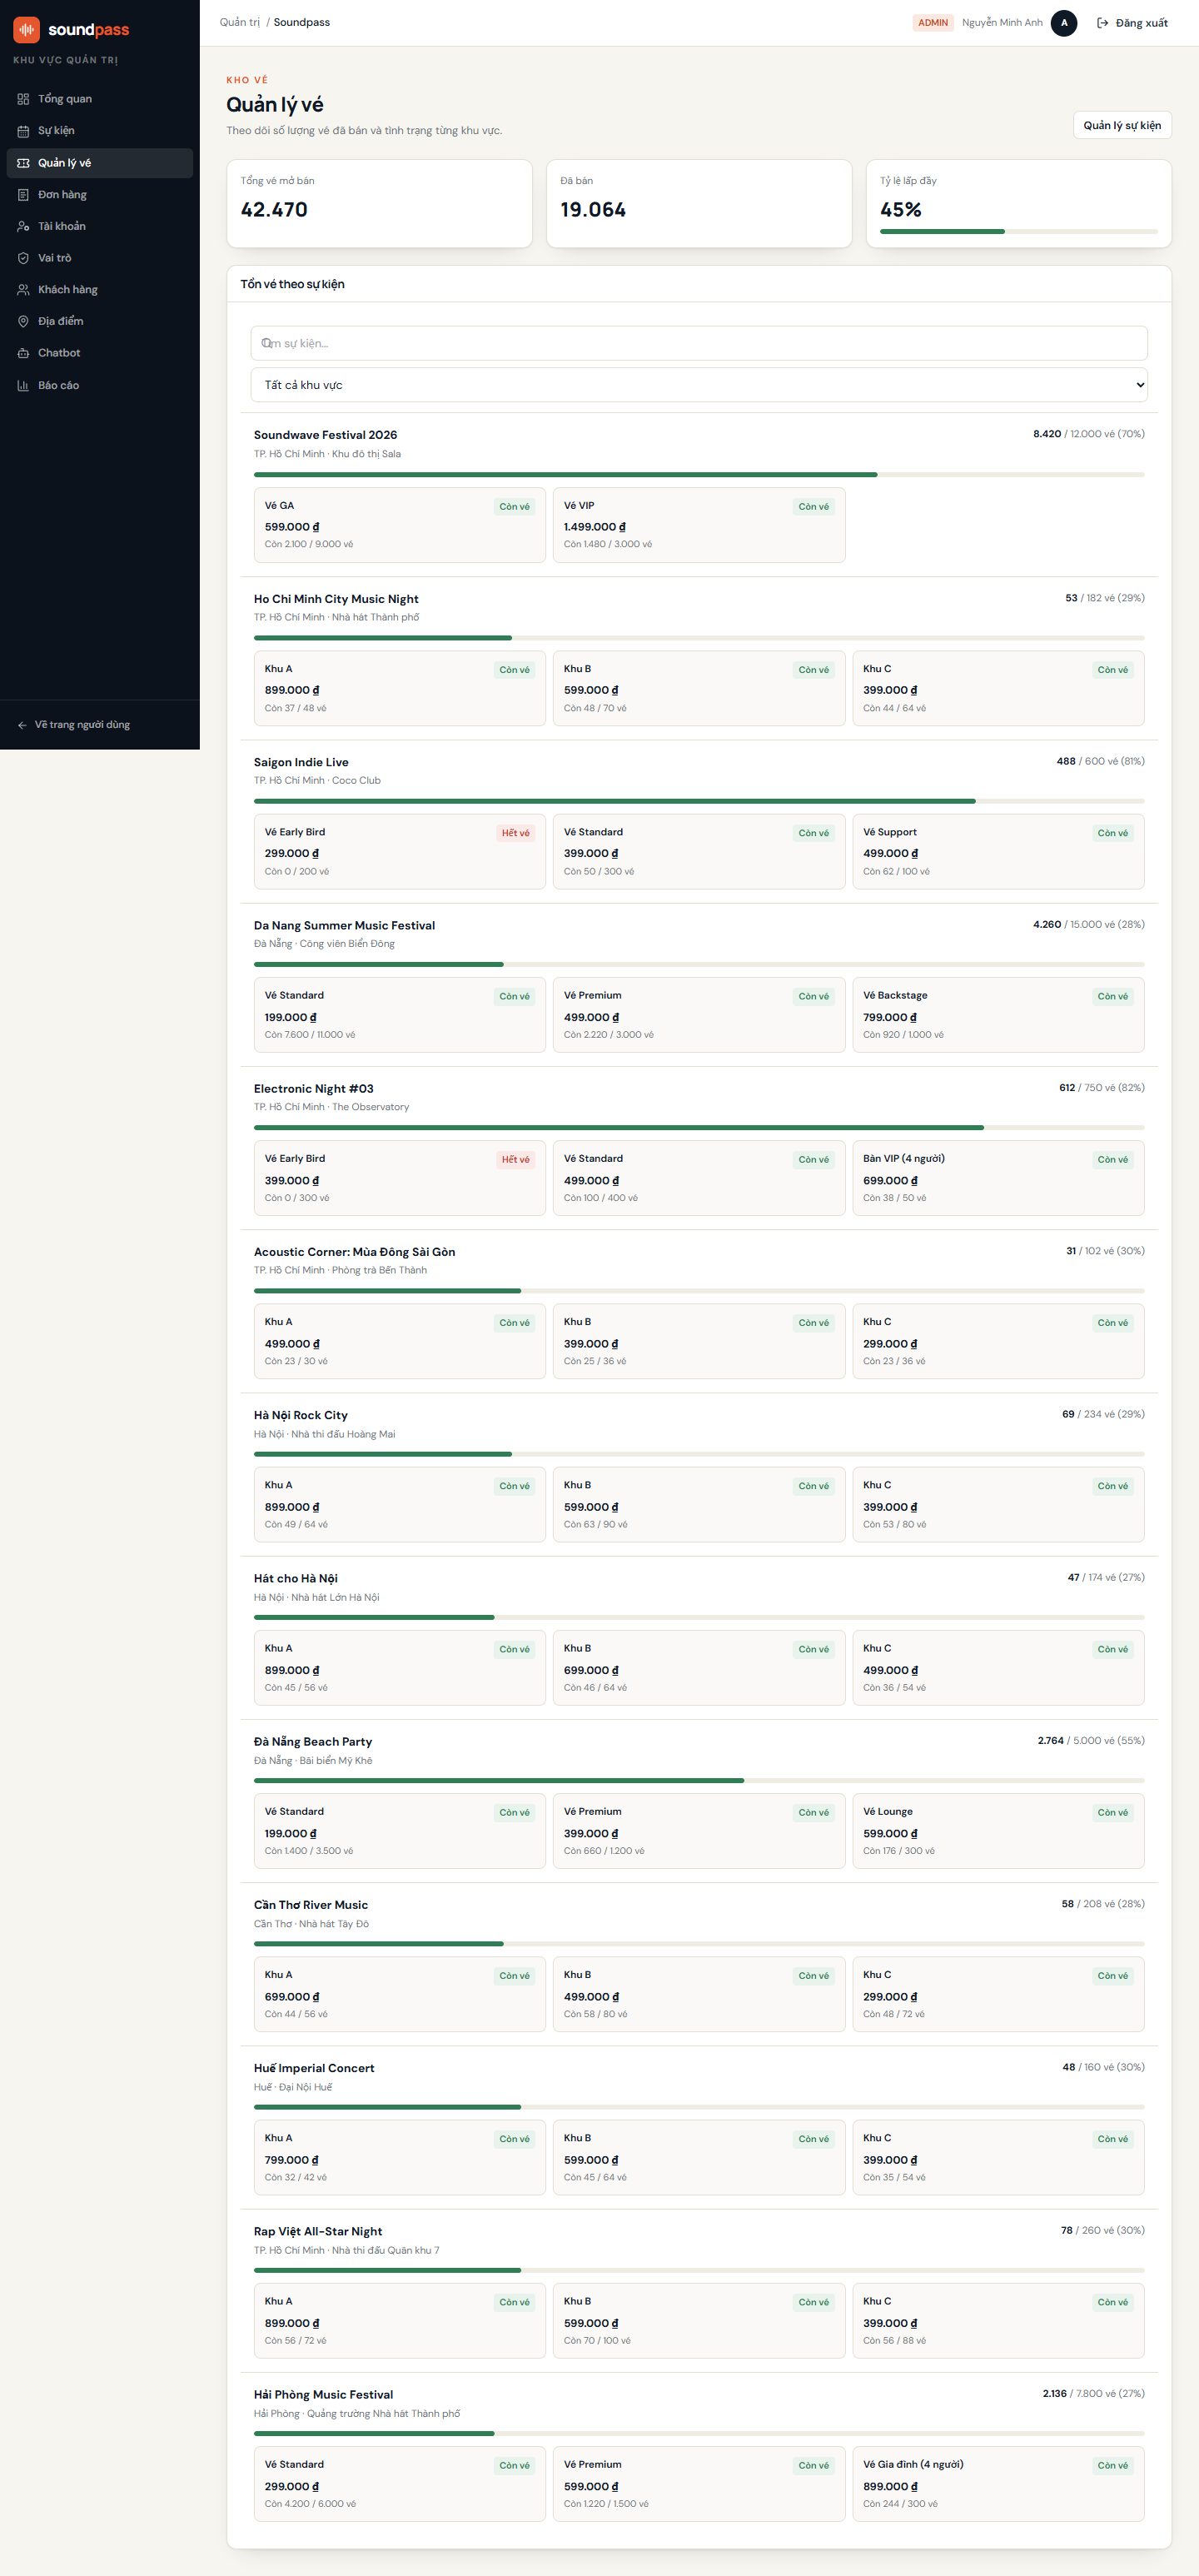 soundpass
KHU VỰC QUẢN TRỊ
Tổng quan
Sự kiện
Quản lý vé
Đơn hàng
Tài khoản
Vai trò
Khách hàng
Địa điểm
Chatbot
Báo cáo
Về trang người dùng
Quản trị / Soundpass
ADMIN Nguyễn Minh Anh A Đăng xuất
KHO VÉ
Quản lý vé
Theo dõi số lượng vé đã bán và tình trạng từng khu vực.
Quản lý sự kiện
Tổng vé mở bán
42.470
Đã bán
19.064
Tỷ lệ lấp đầy
45%
Tồn vé theo sự kiện
sự kiện...
Tất cả khu vực
Soundwave Festival 2026
8.420 / 12.000 vé (70%)
TP. Hồ Chí Minh · Khu đô thị Sala
Vé GA Còn vé
599.000 ₫
Còn 2.100 / 9.000 vé
Vé VIP Còn vé
1.499.000 ₫
Còn 1.480 / 3.000 vé
Ho Chi Minh City Music Night
53 / 182 vé (29%)
TP. Hồ Chí Minh · Nhà hát Thành phố
Khu A Còn vé
899.000 ₫
Còn 37 / 48 vé
Khu B Còn vé
599.000 ₫
Còn 48 / 70 vé
Khu C Còn vé
399.000 ₫
Còn 44 / 64 vé
Saigon Indie Live
488 / 600 vé (81%)
TP. Hồ Chí Minh · Coco Club
Vé Early Bird Hết vé
299.000 ₫
Còn 0 / 200 vé
Vé Standard Còn vé
399.000 ₫
Còn 50 / 300 vé
Vé Support Còn vé
499.000 ₫
Còn 62 / 100 vé
Da Nang Summer Music Festival
4.260 / 15.000 vé (28%)
Đà Nẵng · Công viên Biển Đông
Vé Standard Còn vé
199.000 ₫
Còn 7.600 / 11.000 vé
Vé Premium Còn vé
499.000 ₫
Còn 2.220 / 3.000 vé
Vé Backstage Còn vé
799.000 ₫
Còn 920 / 1.000 vé
Electronic Night #03
612 / 750 vé (82%)
TP. Hồ Chí Minh · The Observatory
Vé Early Bird Hết vé
399.000 ₫
Còn 0 / 300 vé
Vé Standard Còn vé
499.000 ₫
Còn 100 / 400 vé
Bàn VIP (4 người) Còn vé
699.000 ₫
Còn 38 / 50 vé
Acoustic Corner: Mùa Đông Sài Gòn
31 / 102 vé (30%)
TP. Hồ Chí Minh · Phòng trà Bến Thành
Khu A Còn vé
499.000 ₫
Còn 23 / 30 vé
Khu B Còn vé
399.000 ₫
Còn 25 / 36 vé
Khu C Còn vé
299.000 ₫
Còn 23 / 36 vé
Hà Nội Rock City
69 / 234 vé (29%)
Hà Nội · Nhà thi đấu Hoàng Mai
Khu A Còn vé
899.000 ₫
Còn 49 / 64 vé
Khu B Còn vé
599.000 ₫
Còn 63 / 90 vé
Khu C Còn vé
399.000 ₫
Còn 53 / 80 vé
Hát cho Hà Nội
47 / 174 vé (27%)
Hà Nội · Nhà hát Lớn Hà Nội
Khu A Còn vé
899.000 ₫
Còn 45 / 56 vé
Khu B Còn vé
699.000 ₫
Còn 46 / 64 vé
Khu C Còn vé
499.000 ₫
Còn 36 / 54 vé
Đà Nẵng Beach Party
2.764 / 5.000 vé (55%)
Đà Nẵng · Bãi biển Mỹ Khê
Vé Standard Còn vé
199.000 ₫
Còn 1.400 / 3.500 vé
Vé Premium Còn vé
399.000 ₫
Còn 660 / 1.200 vé
Vé Lounge Còn vé
599.000 ₫
Còn 176 / 300 vé
Cần Thơ River Music
58 / 208 vé (28%)
Cần Thơ · Nhà hát Tây Đô
Khu A Còn vé
699.000 ₫
Còn 44 / 56 vé
Khu B Còn vé
499.000 ₫
Còn 58 / 80 vé
Khu C Còn vé
299.000 ₫
Còn 48 / 72 vé
Huế Imperial Concert
48 / 160 vé (30%)
Huế · Đại Nội Huế
Khu A Còn vé
799.000 ₫
Còn 32 / 42 vé
Khu B Còn vé
599.000 ₫
Còn 45 / 64 vé
Khu C Còn vé
399.000 ₫
Còn 35 / 54 vé
Rap Việt All-Star Night
78 / 260 vé (30%)
TP. Hồ Chí Minh · Nhà thi đấu Quân khu 7
Khu A Còn vé
899.000 ₫
Còn 56 / 72 vé
Khu B Còn vé
599.000 ₫
Còn 70 / 100 vé
Khu C Còn vé
399.000 ₫
Còn 56 / 88 vé
Hải Phòng Music Festival
2.136 / 7.800 vé (27%)
Hải Phòng · Quảng trường Nhà hát Thành phố
Vé Standard Còn vé
299.000 ₫
Còn 4.200 / 6.000 vé
Vé Premium Còn vé
599.000 ₫
Còn 1.220 / 1.500 vé
Vé Gia đình (4 người) Còn vé
899.000 ₫
Còn 244 / 300 vé